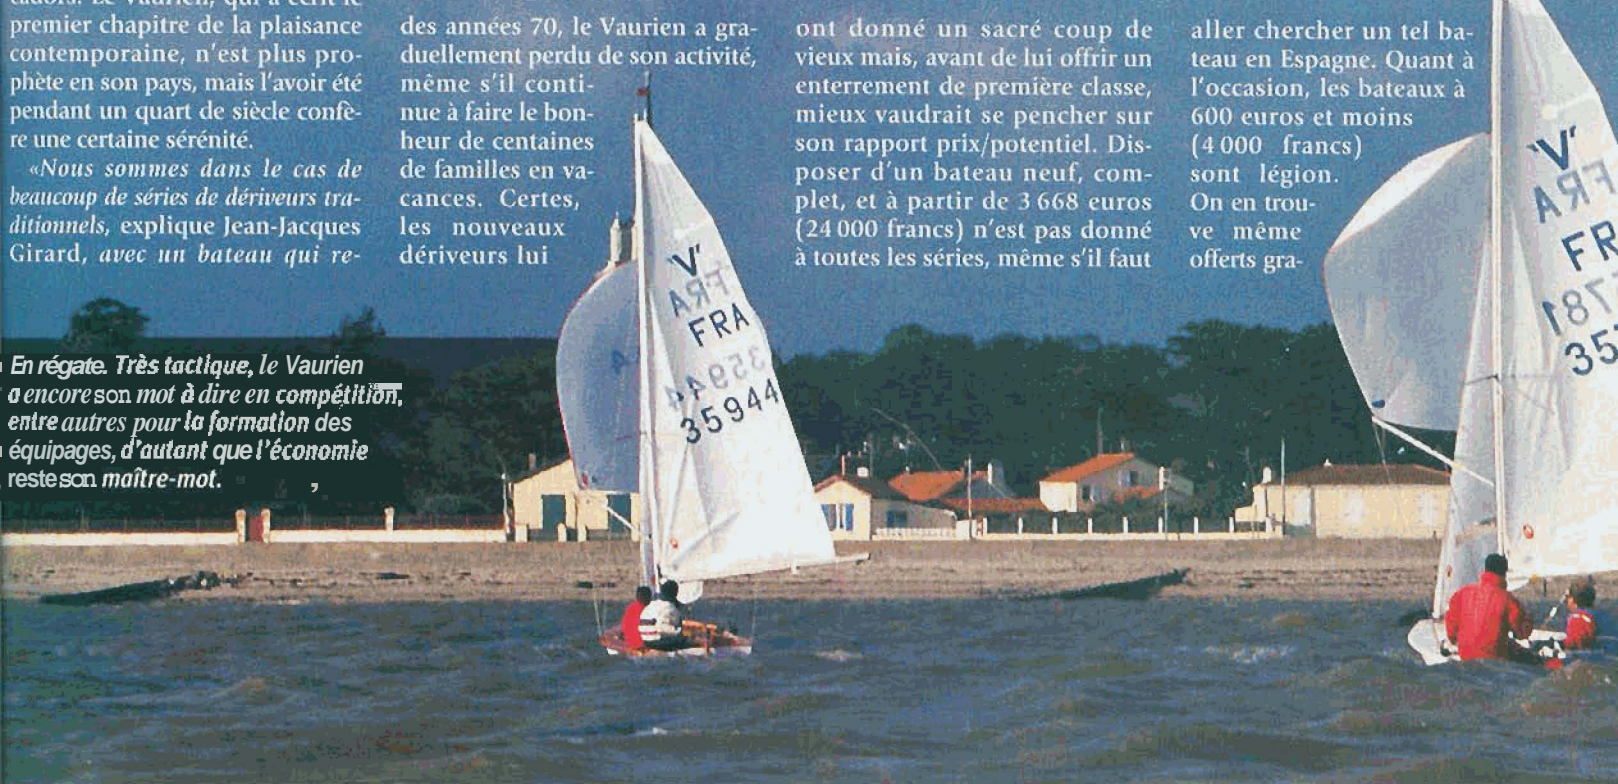 premier chapitre de la plaisance
contemporaine, n'est plus pro-
phète en son pays, mais l'avoir été
pendant un quart de siècle confè-
re une certaine sérénité.
«Nous sommes dans le cas de
beaucoup de séries de dériveurs tra-
ditionnels, explique Jean-Jacques
Girard, avec un bateau qui re-
des années 70, le Vaurien a gra-
duellement perdu de son activité,
même s'il conti-
nue à faire le bon-
heur de centaines
de familles en va-
cances. Certes,
les nouveaux
dériveurs lui
ont donné un sacré coup de
vieux mais, avant de lui offrir un
enterrement de première classe,
mieux vaudrait se pencher sur
son rapport prix/potentiel. Dis-
poser d'un bateau neuf, com-
plet, et à partir de 3 668 euros
(24 000 francs) n'est pas donné
à toutes les séries, même s'il faut
aller chercher un tel ba-
teau en Espagne. Quant à
l'occasion, les bateaux à
600 euros et moins
(4 000 francs)
sont légion.
On en trou-
ve même
offerts gra-
En régate. Très tactique, le Vaurien
a encore son mot à dire en compétition,
entre autres pour la formation des
équipages, d'autant que l'économie
reste son maître-mot.
V
FRA
FRA
35944
35944
V
FRA
FR
1873
35